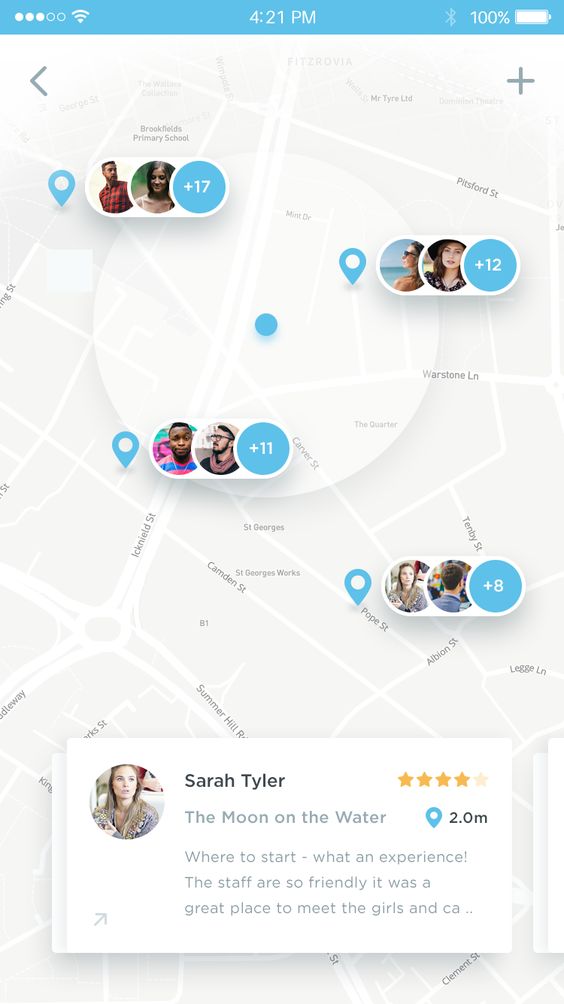 4:21 PM
100%
FITZROVIA
The Wallace
Collection
Wimpole St
George St
Wells St
Mr Tyre Ltd
Dominion Theatre
Brookfields
Primary School
+17
Pitsford St
Mint Dr
+12
Warstone Ln
The Quarter
+11
Carver St
Icknield St
St Georges
Tenby St
Camden St
St Georges Works
+8
Pope St
B1
Albion St
Legge Ln
Summer Hill Rd
Sarah Tyler
The Moon on the Water
2.0m
Where to start - what an experience!
The staff are so friendly it was a
great place to meet the girls and ca ..
Clement St